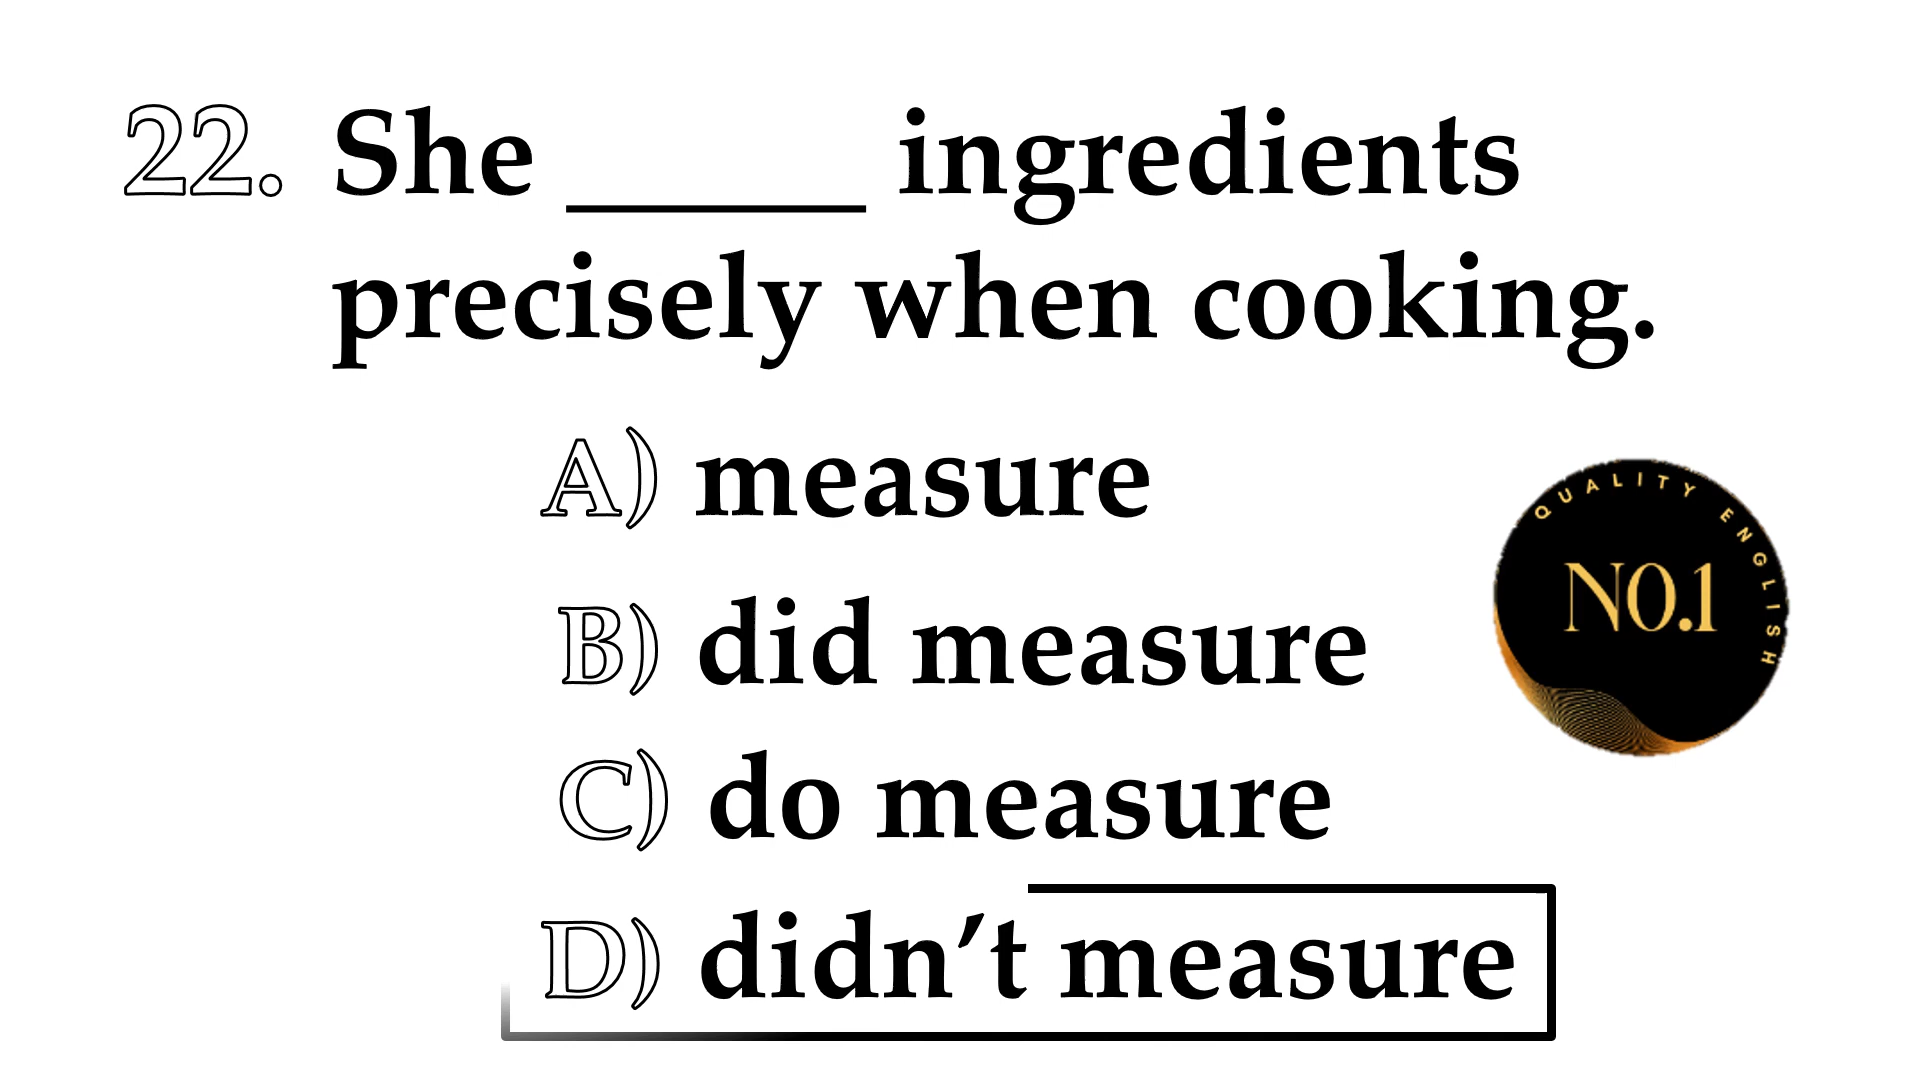 22. She ______ ingredients
precisely when cooking.
A) measure
B) did measure
C) do measure
D) didn’t measure
QUALITY ENGLISH
NO.1